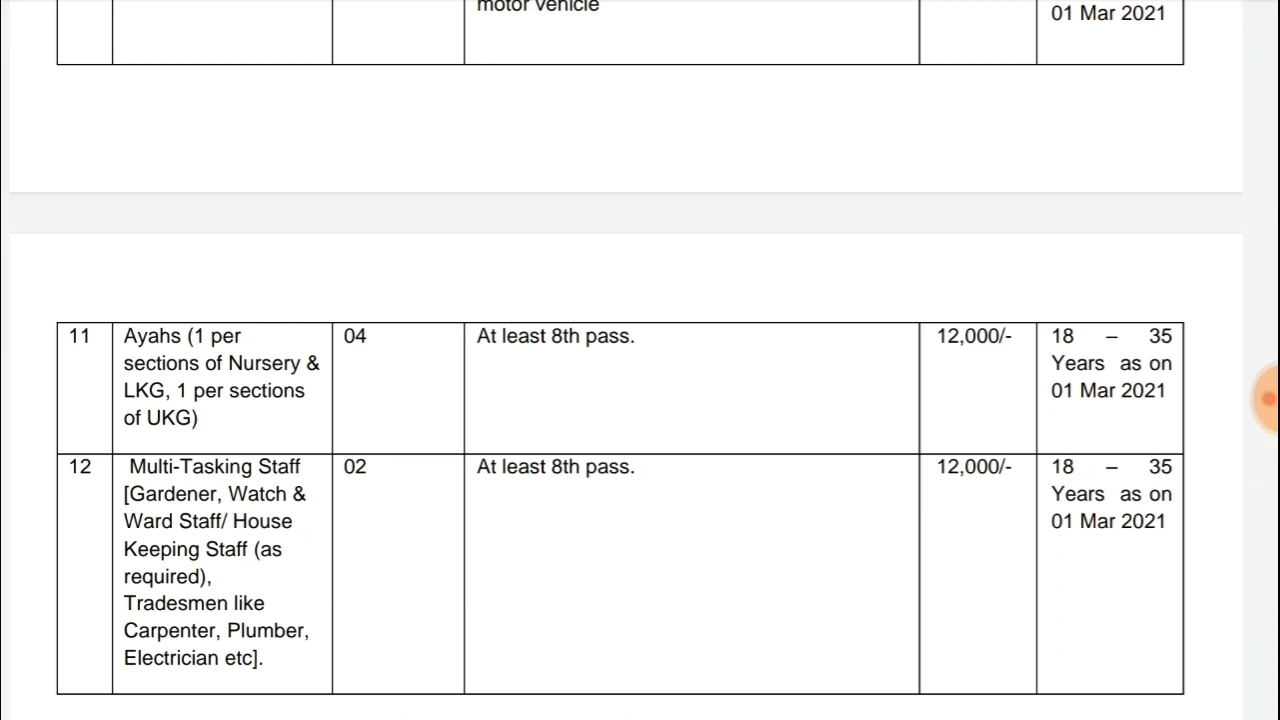 motor vehicle
01 Mar 2021
11
Ayahs (1 per
sections of Nursery &
LKG, 1 per sections
of UKG)
04
At least 8th pass.
12,000/-
18 – 35
Years as on
01 Mar 2021
12
Multi-Tasking Staff
[Gardener, Watch &
Ward Staff/ House
Keeping Staff (as
required),
Tradesmen like
Carpenter, Plumber,
Electrician etc].
02
At least 8th pass.
12,000/-
18 – 35
Years as on
01 Mar 2021